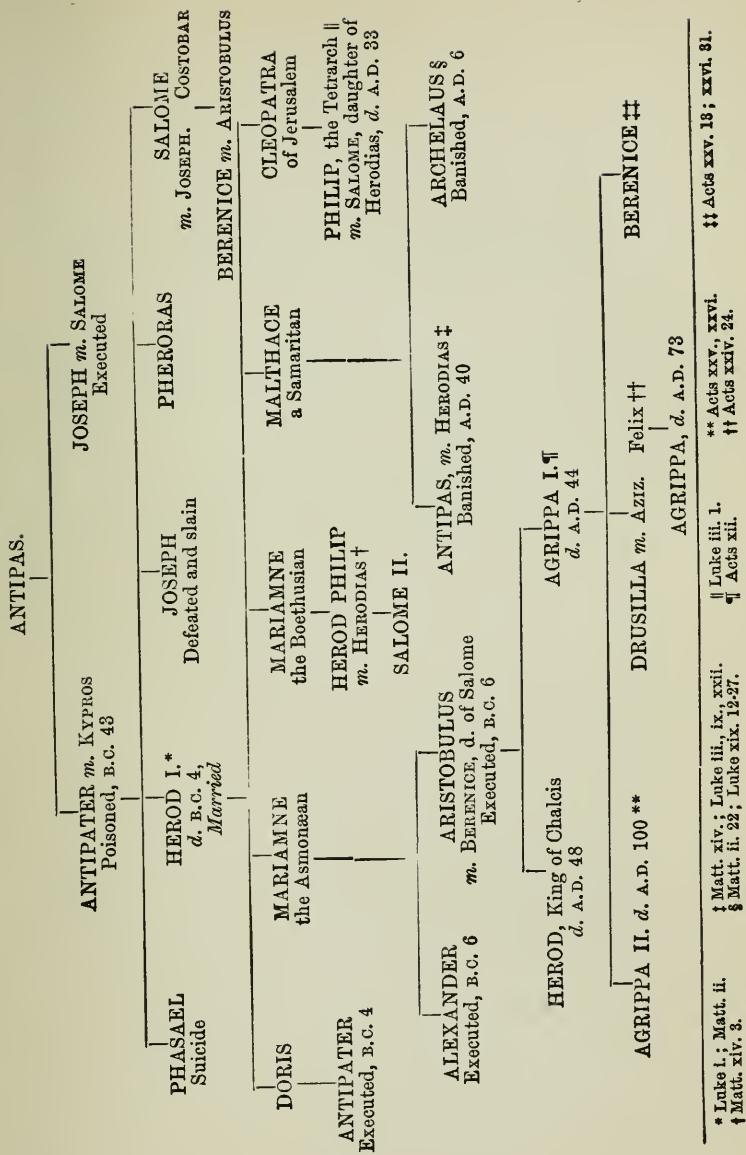 ANTIPAS.
ANTIPATER m. KYPROS
Poisoned, B.C. 43
JOSEPH m. SALOME
Executed
PHASAEL
Suicide
HEROD I.*
d. B.C. 4,
Married
JOSEPH
Defeated and slain
PHERORAS
SALOME
m. JOSEPH. COSTOBAR
BERENICE m. ARISTOBULUS
DORIS
MARIAMNE
the Asmonæan
MARIAMNE
the Boethusian
MALTHACE
a Samaritan
CLEOPATRA
of Jerusalem
ANTIPATER
Executed, B.C. 4
HEROD PHILIP
m. HERODIAS †
SALOME II.
PHILIP, the Tetrarch ||
m. SALOME, daughter of
Herodias, d. A.D. 33
ALEXANDER
Executed, B.C. 6
ARISTOBULUS
m. BERENICE, d. of Salome
Executed, B.C. 6
ANTIPAS, m. HERODIAS ‡
Banished, A.D. 40
ARCHELAUS §
Banished, A.D. 6
HEROD, King of Chalcis
d. A.D. 48
AGRIPPA I.¶
d. A.D. 44
AGRIPPA II. d. A.D. 100 **
DRUSILLA m. AZIZ. Felix ††
BERENICE ‡‡
AGRIPPA, d. A.D. 73
* Luke i.; Matt. ii.
† Matt. xiv. 3.
‡ Matt. xiv.; Luke iii., ix., xxii.
§ Matt. ii. 22; Luke xix. 12-27.
|| Luke iii. 1.
¶ Acts xii.
** Acts xxv., xxvi.
†† Acts xxiv. 24.
‡‡ Acts xxv. 13; xxvi. 31.